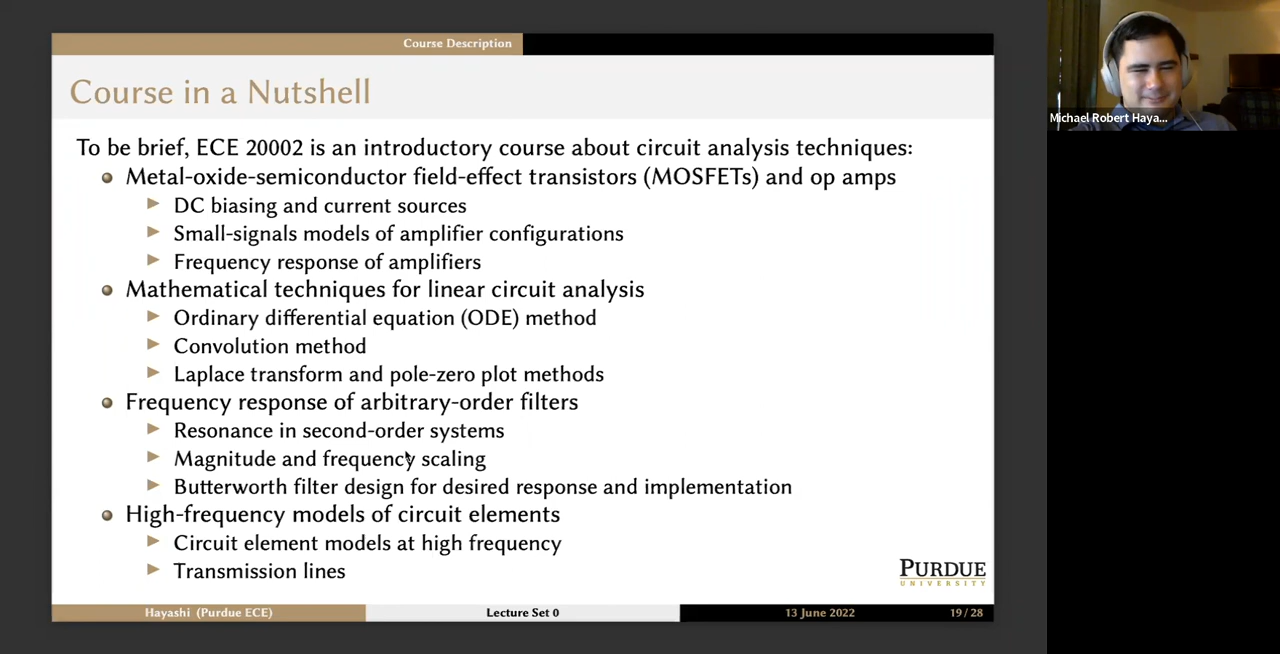 Course Description
Course in a Nutshell
Michael Robert Haya...
To be brief, ECE 20002 is an introductory course about circuit analysis techniques:
Metal-oxide-semiconductor field-effect transistors (MOSFETs) and op amps
DC biasing and current sources
Small-signals models of amplifier configurations
Frequency response of amplifiers
Mathematical techniques for linear circuit analysis
Ordinary differential equation (ODE) method
Convolution method
Laplace transform and pole-zero plot methods
Frequency response of arbitrary-order filters
Resonance in second-order systems
Magnitude and frequency scaling
Butterworth filter design for desired response and implementation
High-frequency models of circuit elements
Circuit element models at high frequency
Transmission lines
PURDUE
UNIVERSITY
Hayashi (Purdue ECE) Lecture Set 0 13 June 2022 19 / 28